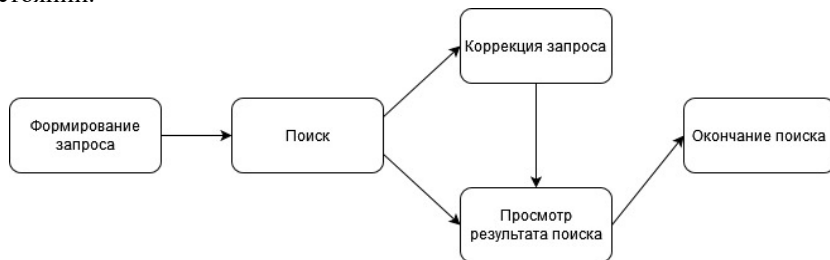 Коррекция запроса
Формирование
запроса
Поиск
Окончание поиска
Просмотр
результата поиска